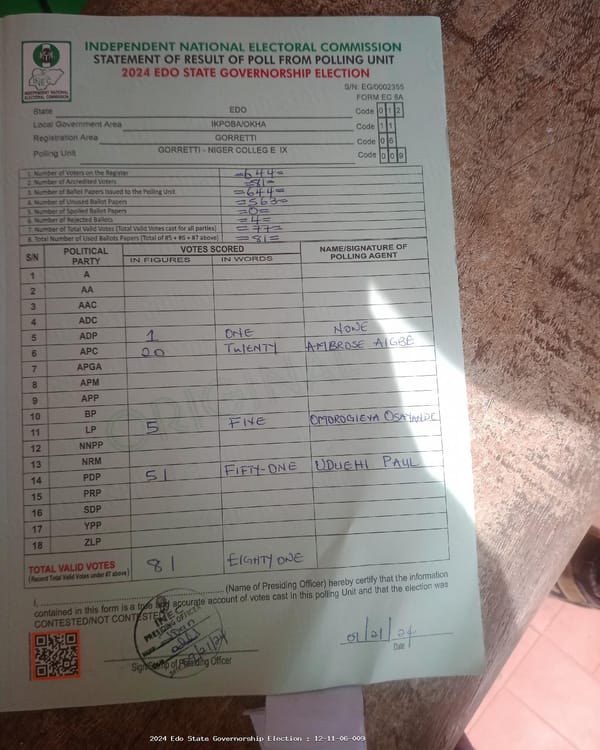 INDEPENDENT NATIONAL ELECTORAL COMMISSION
STATEMENT OF RESULT OF POLL FROM POLLING UNIT
2024 EDO STATE GOVERNORSHIP ELECTION
INDEPENDENT NATIONAL ELECTORAL COMMISSION
S/N: EG/0002355
FORM EC 8A
State EDO Code 0 1 2
Local Government Area IKPOBA/OKHA Code 1 1
Registration Area GORRETTI Code 0 6
Polling Unit GORRETTI - NIGER COLLEG E IX Code 0 0 9
1. Number of Voters on the Register =644=
2. Number of Accredited Voters =81=
3. Number of Ballot Papers Issued to the Polling Unit =644=
4. Number of Unused Ballot Papers =563=
5. Number of Spoiled Ballot Papers =0=
6. Number of Rejected Ballots =4=
7. Number of Total Valid Votes (Total Valid Votes cast for all parties) =77=
8. Total Number of Used Ballots Papers (Total of #5 + #6 + #7 above) =81=
S/N POLITICAL PARTY VOTES SCORED NAME/SIGNATURE OF POLLING AGENT
IN FIGURES IN WORDS
1 A
2 AA
3 AAC
4 ADC
5 ADP 1 ONE NONE
6 APC 20 TWENTY AMBROSE AIGBE
7 APGA
8 APM
9 APP
10 BP
11 LP 5 FIVE OMOROGIEVA OSAYANDE
12 NNPP
13 NRM
14 PDP 51 FIFTY-ONE UDUEHI PAUL
15 PRP
16 SDP
17 YPP
18 ZLP
TOTAL VALID VOTES 81 EIGHTY ONE
(Record Total Valid Votes under #7 above)
I, (Name of Presiding Officer) hereby certify that the information
contained in this form is a true and accurate account of votes cast in this polling Unit and that the election was
CONTESTED/NOT CONTESTED
INEC
PRESIDING OFFICER
09/21/24
Sign/Stamp of Presiding Officer
09/21/24
Date
2024 Edo State Governorship Election : 12-11-06-009